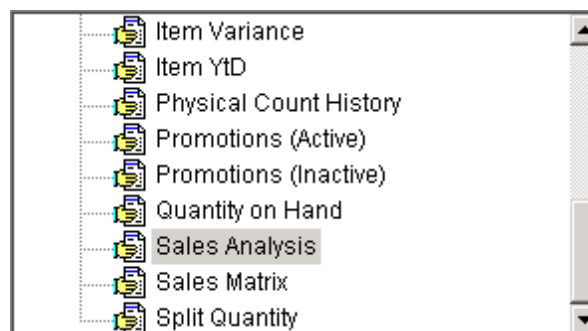 Item Variance
Item YtD
Physical Count History
Promotions (Active)
Promotions (Inactive)
Quantity on Hand
Sales Analysis
Sales Matrix
Split Quantity